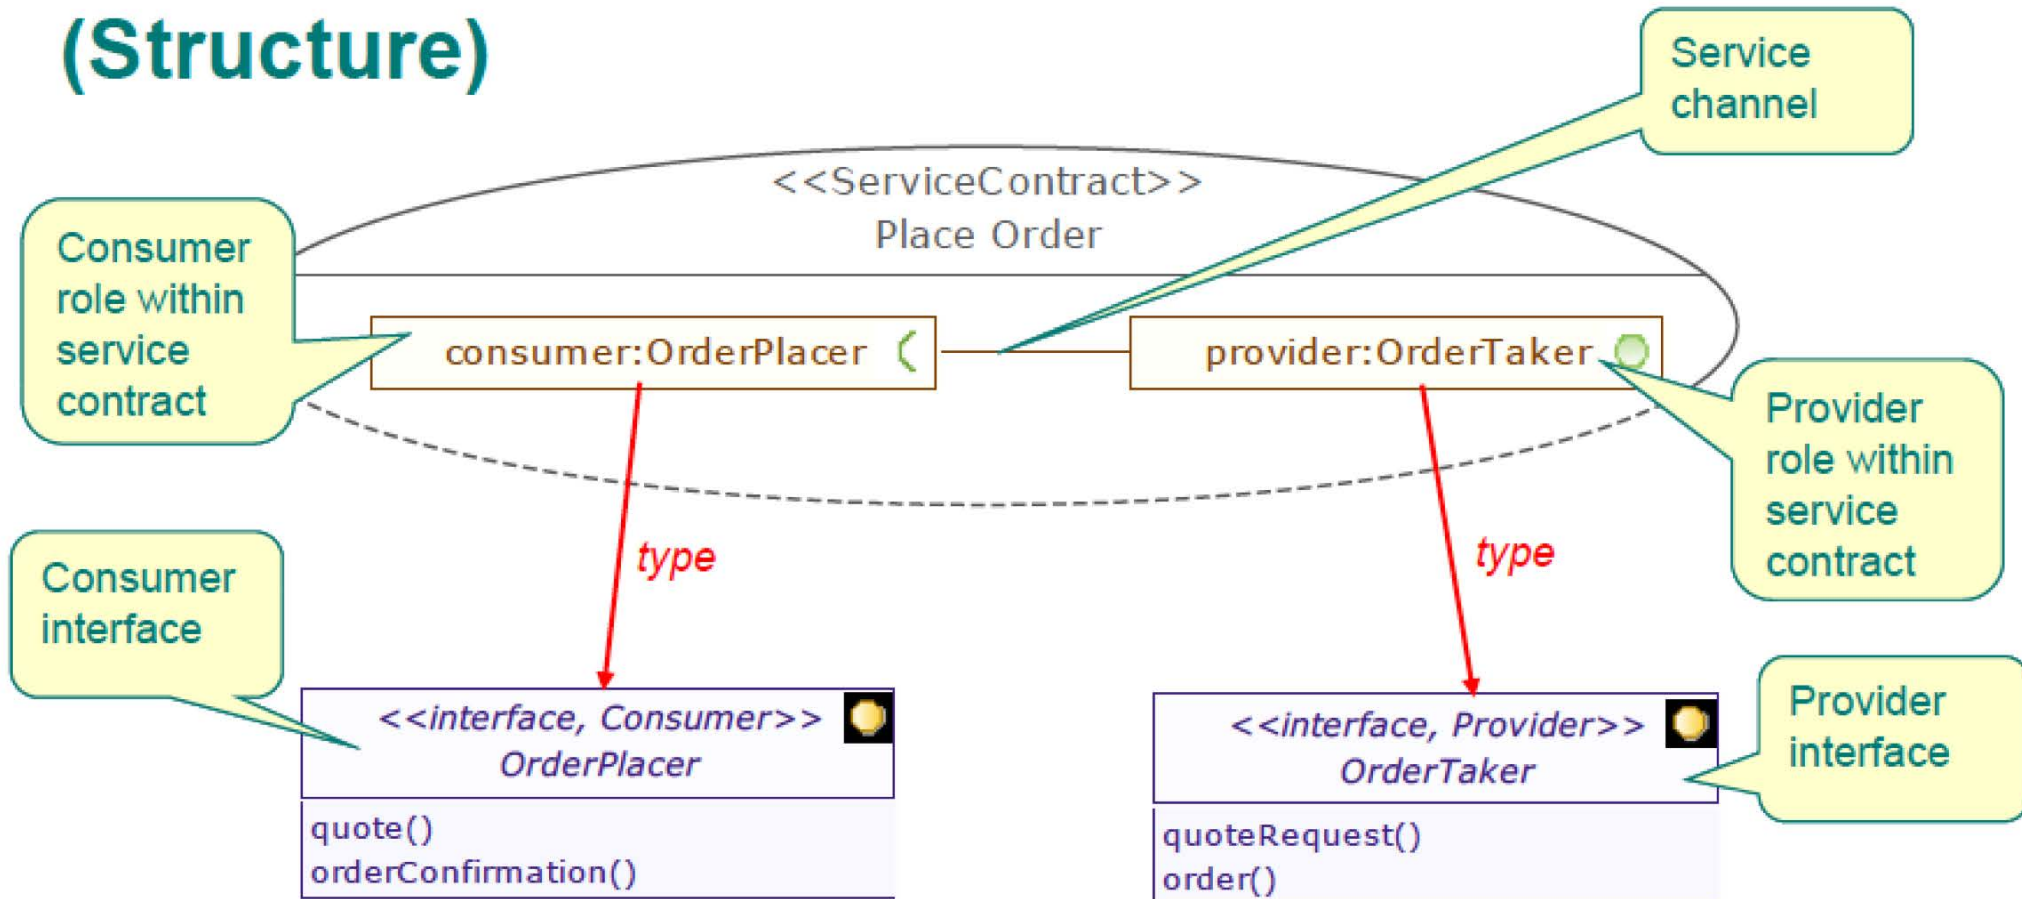 (Structure)
Service
channel
<<ServiceContract>>
Place Order
Consumer
role within
service
contract
consumer:OrderPlacer
provider:OrderTaker
Provider
role within
service
contract
type
type
Consumer
interface
<<interface, Consumer>>
OrderPlacer
quote()
orderConfirmation()
<<interface, Provider>>
OrderTaker
quoteRequest()
order()
Provider
interface